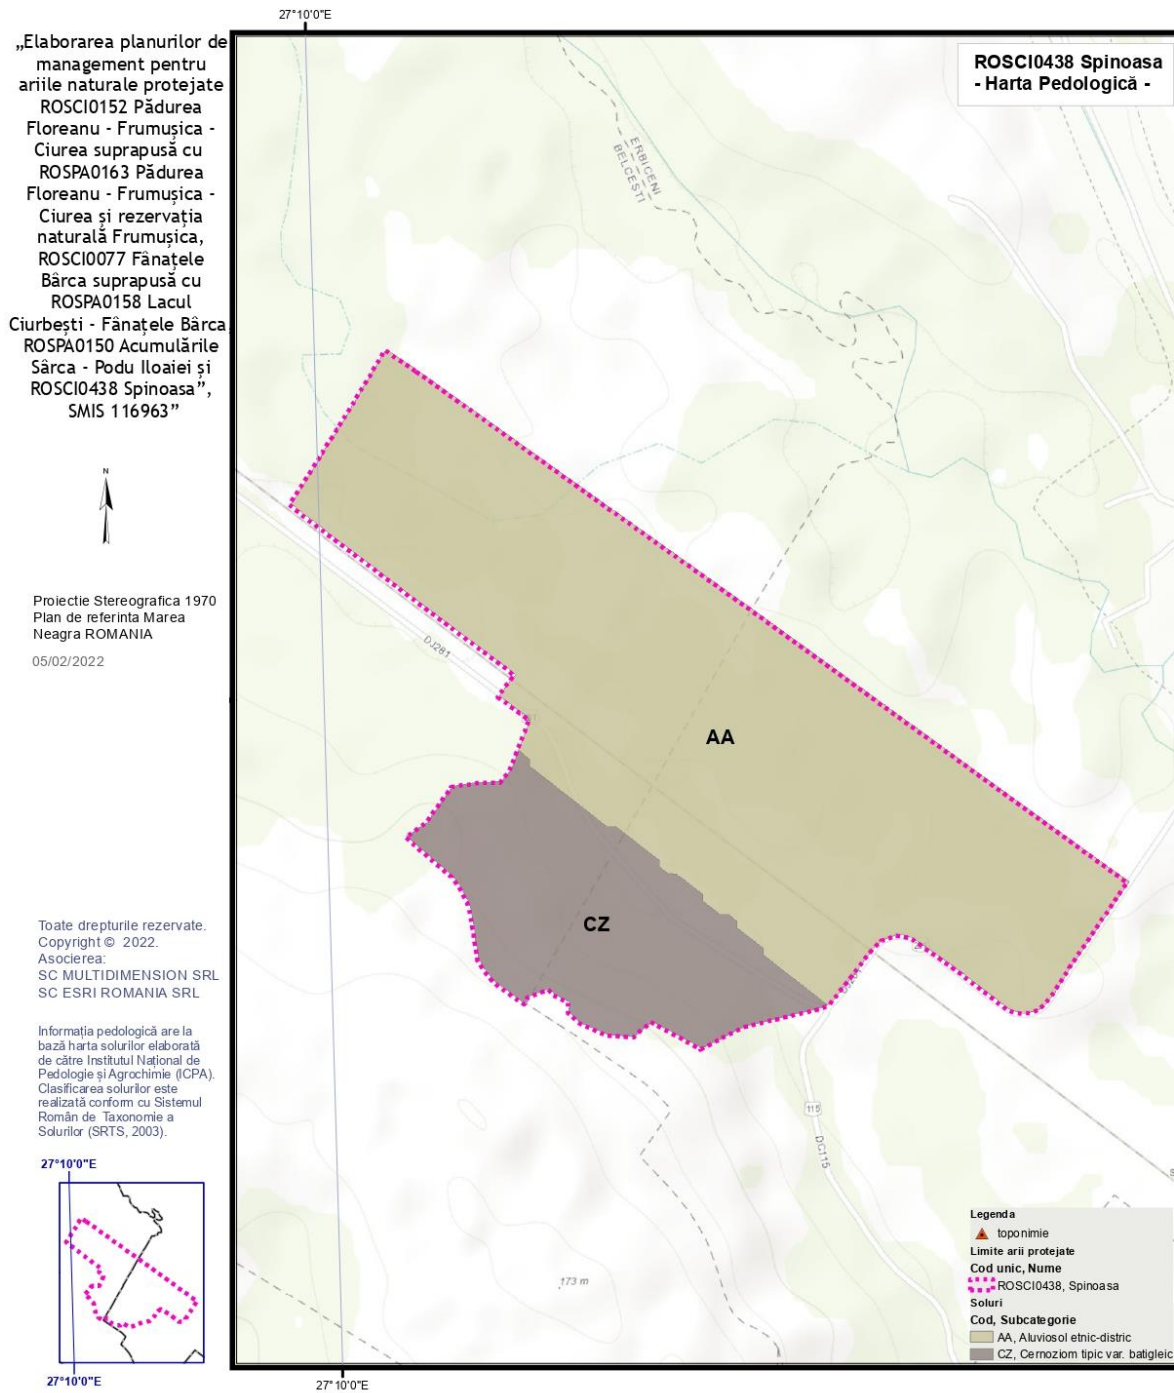 27°10'0"E
„Elaborarea planurilor de
management pentru
ariile naturale protejate
ROSCI0152 Pădurea
Floreanu - Frumușica -
Ciurea suprapusă cu
ROSPA0163 Pădurea
Floreanu - Frumușica -
Ciurea și rezervația
naturală Frumușica,
ROSCI0077 Fânațele
Bârca suprapusă cu
ROSPA0158 Lacul
Ciurbești - Fânațele Bârca,
ROSPA0150 Acumulările
Sârca - Podu Iloaiei și
ROSCI0438 Spinoasa”,
SMIS 116963”
N
Proiectie Stereografica 1970
Plan de referinta Marea
Neagra ROMANIA
05/02/2022
Toate drepturile rezervate.
Copyright © 2022.
Asocierea:
SC MULTIDIMENSION SRL
SC ESRI ROMANIA SRL
Informația pedologică are la
bază harta solurilor elaborată
de către Institutul Național de
Pedologie și Agrochimie (ICPA).
Clasificarea solurilor este
realizată conform cu Sistemul
Român de Taxonomie a
Solurilor (SRTS, 2003).
27°10'0"E
27°10'0"E
ROSCI0438 Spinoasa
- Harta Pedologică -
ERBICENI
BELCEȘTI
DJ281
AA
CZ
115
DC115
173 m
Legenda
toponimie
Limite arii protejate
Cod unic, Nume
ROSCI0438, Spinoasa
Soluri
Cod, Subcategorie
AA, Aluviosol etnic-distric
CZ, Cernoziom tipic var. batigleic
27°10'0"E